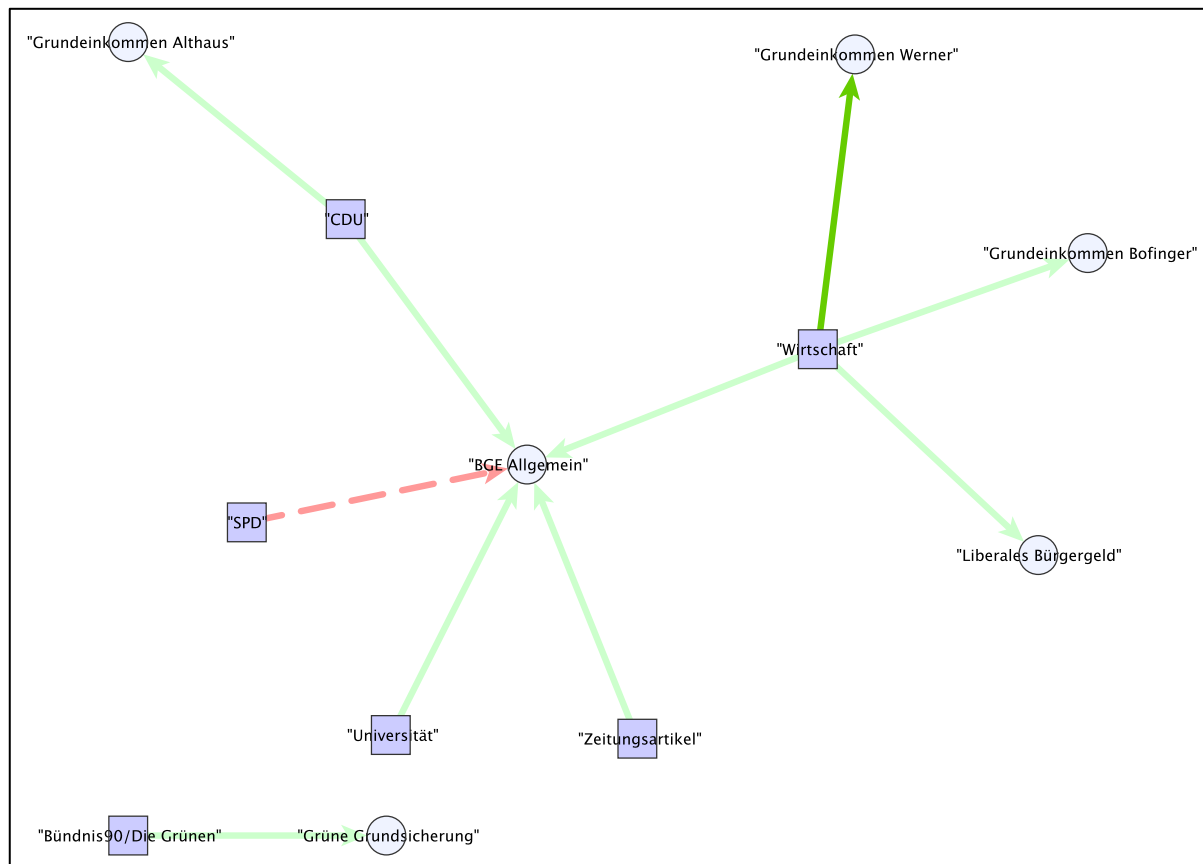 "Grundeinkommen Althaus"
"Grundeinkommen Werner"
"CDU"
"Grundeinkommen Bofinger"
"Wirtschaft"
"BGE Allgemein"
"SPD"
"Liberales Bürgergeld"
"Universität"
"Zeitungsartikel"
"Bündnis90/Die Grünen"
"Grüne Grundsicherung"